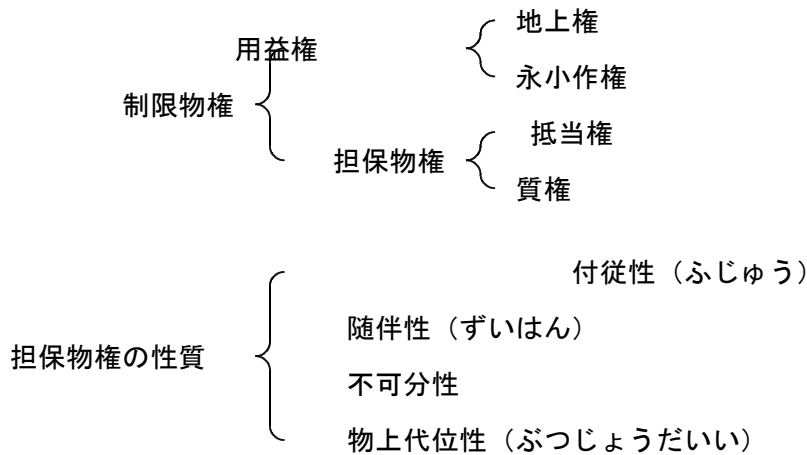 地上権
用益権
永小作権
制限物権
抵当権
担保物権
質権
付従性（ふじゅう）
随伴性（ずいはん）
担保物権の性質
不可分性
物上代位性（ぶつじょうだいい）